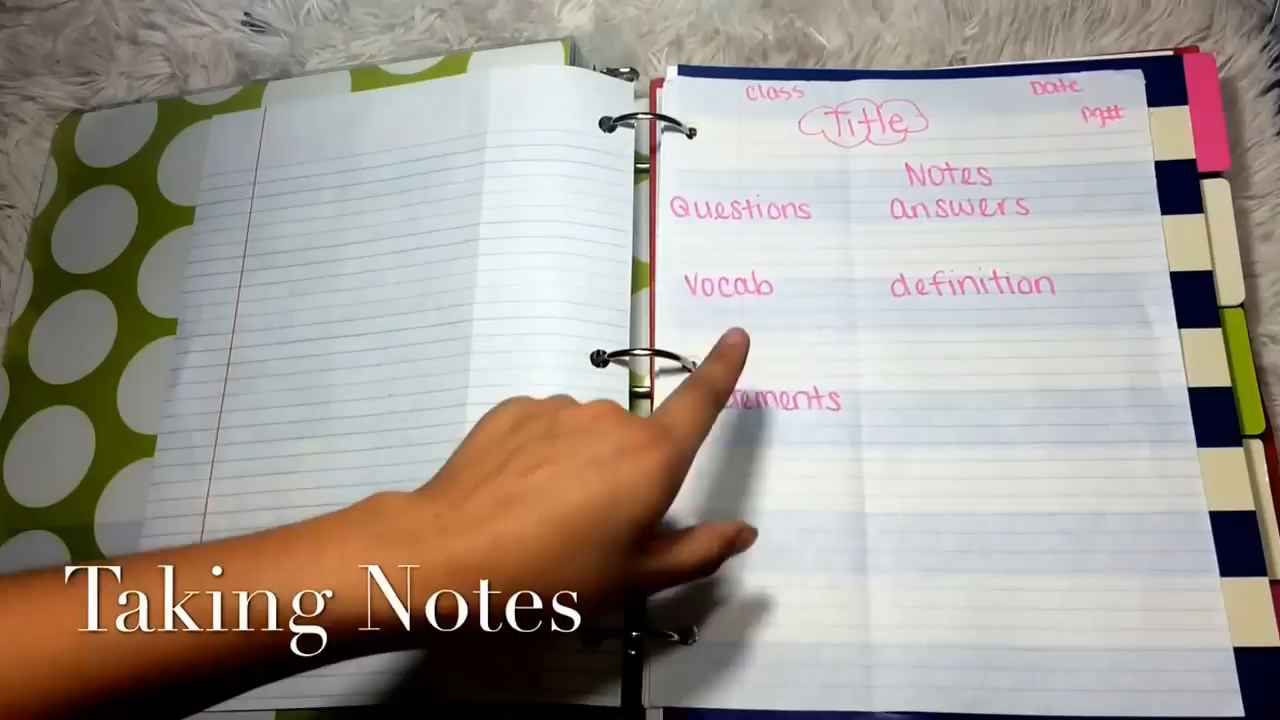 Class Date
Title pg#
Notes
Questions answers
Vocab definition
Taking Notes